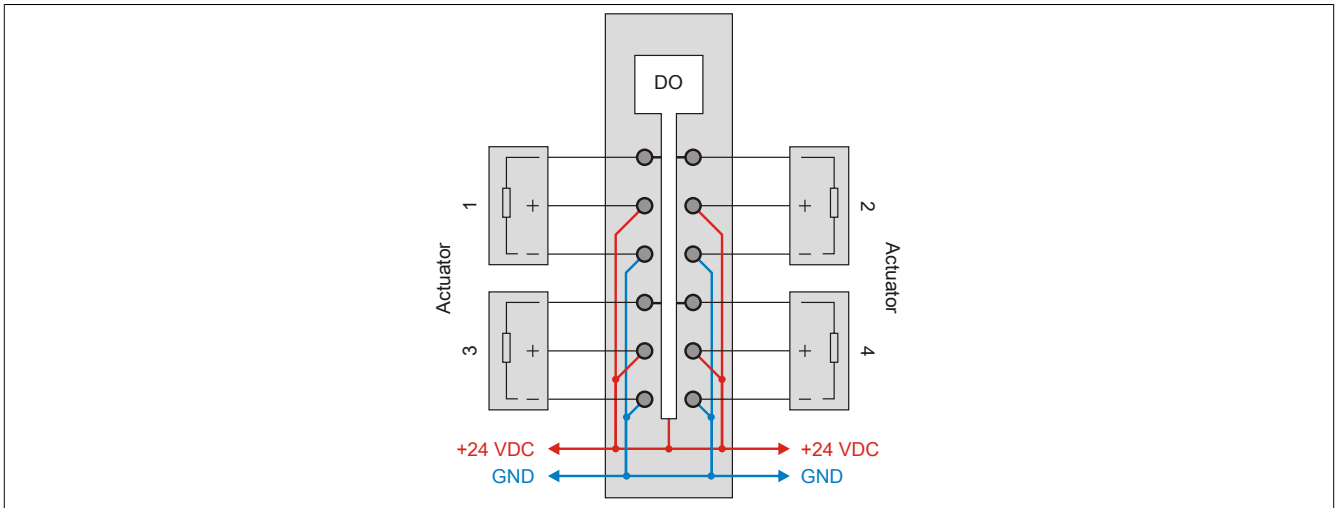 DO
1
+
−
2
+
−
Actuator
Actuator
3
+
−
4
+
−
+24 VDC
+24 VDC
GND
GND